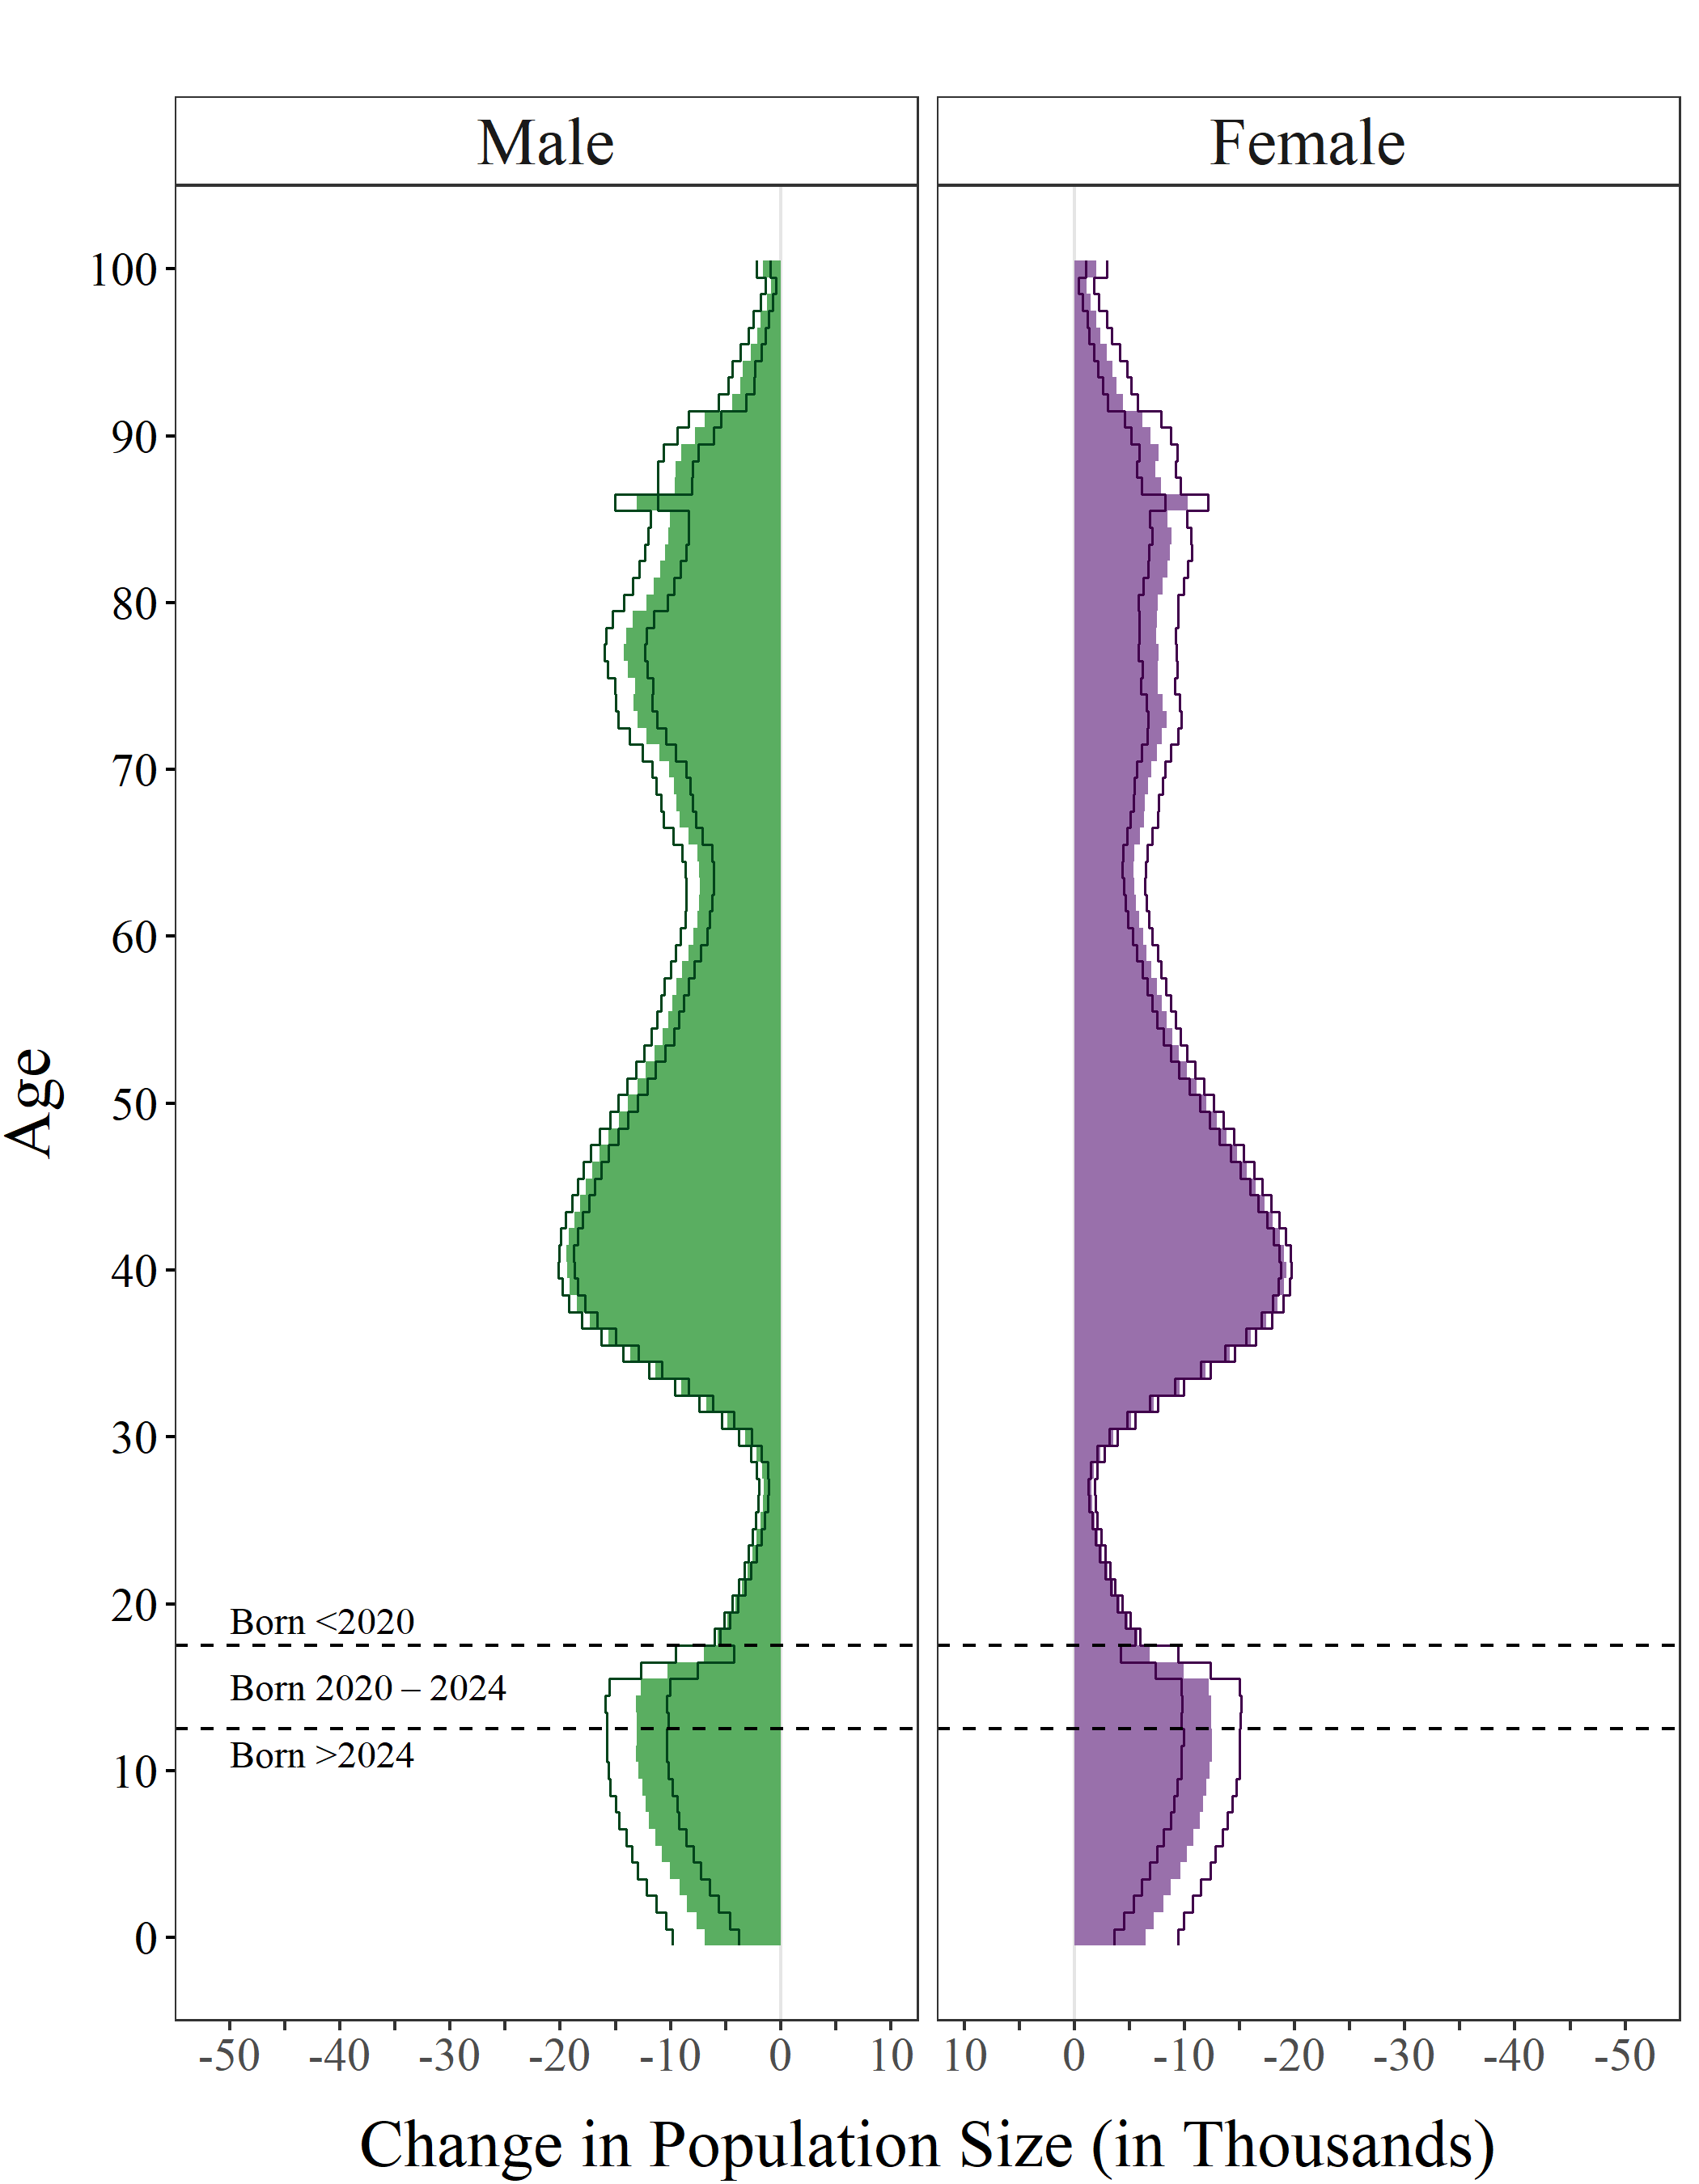 Male Female
100
90
80
70
60
50
40
30
20
10
0
Age
Born <2020
Born 2020 – 2024
Born >2024
-50 -40 -30 -20 -10 0 10 10 0 -10 -20 -30 -40 -50
Change in Population Size (in Thousands)